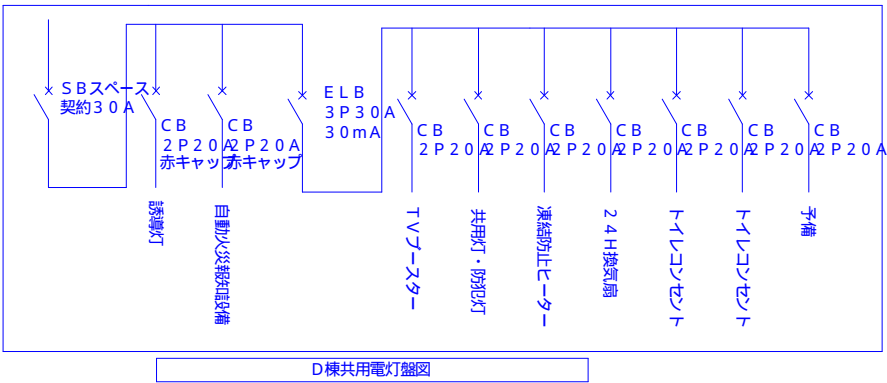 ＳＢスペース
契約３０Ａ
ＣＢ
２Ｐ２０Ａ
赤キャップ
ＣＢ
２Ｐ２０Ａ
赤キャップ
ＥＬＢ
３Ｐ３０Ａ
３０mＡ
ＣＢ
２Ｐ２０Ａ
ＣＢ
２Ｐ２０Ａ
ＣＢ
２Ｐ２０Ａ
ＣＢ
２Ｐ２０Ａ
ＣＢ
２Ｐ２０Ａ
ＣＢ
２Ｐ２０Ａ
ＣＢ
２Ｐ２０Ａ
誘導灯
自動火災報知設備
ＴＶブースター
共用灯・防犯灯
凍結防止ヒーター
２４Ｈ換気扇
トイレコンセント
トイレコンセント
予備
Ｄ棟共用電灯盤図